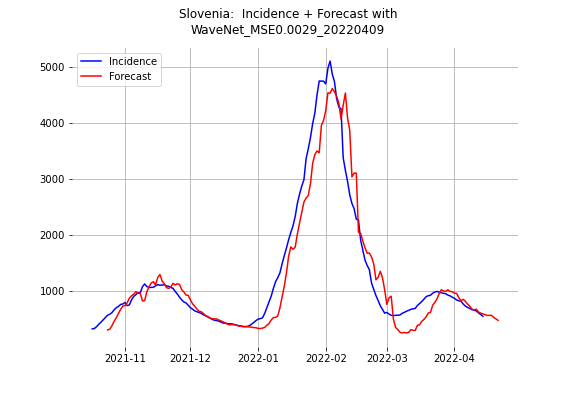 Slovenia:  Incidence + Forecast with
WaveNet_MSE0.0029_20220409
Incidence
Forecast
5000
4000
3000
2000
1000
2021-11 2021-12 2022-01 2022-02 2022-03 2022-04